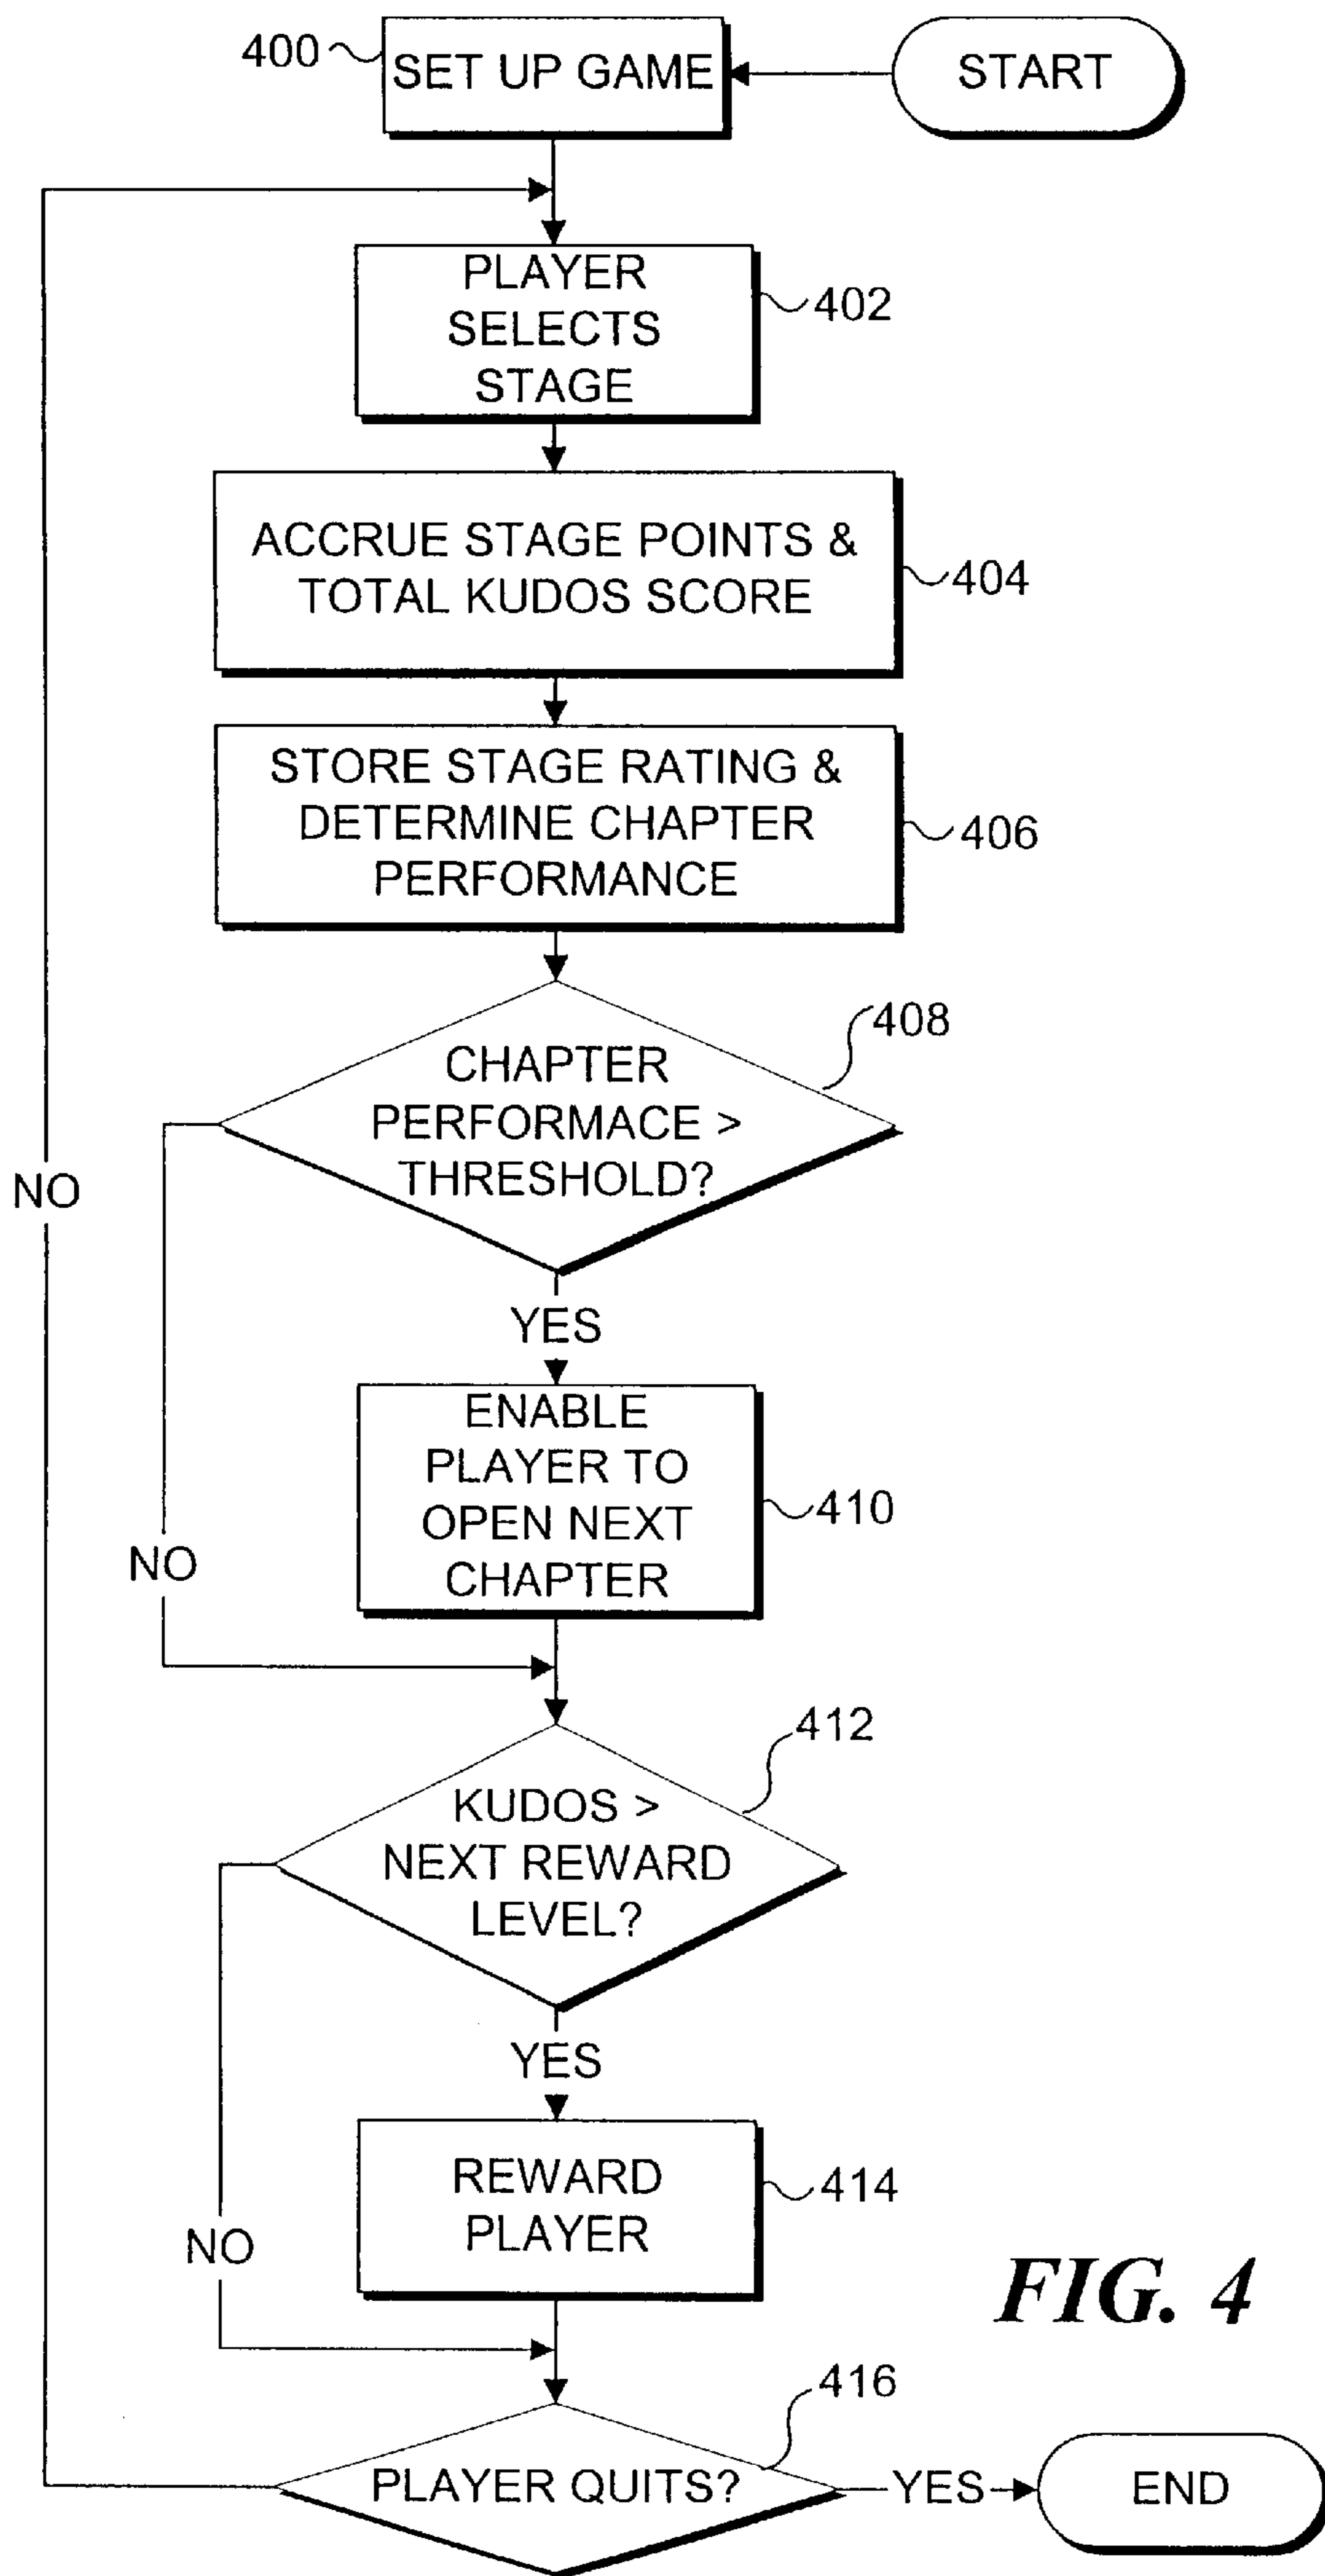 400
SET UP GAME
START
PLAYER
SELECTS
STAGE
402
ACCRUE STAGE POINTS &
TOTAL KUDOS SCORE
404
STORE STAGE RATING &
DETERMINE CHAPTER
PERFORMANCE
406
408
CHAPTER
PERFORMACE >
THRESHOLD?
NO
YES
ENABLE
PLAYER TO
OPEN NEXT
CHAPTER
410
NO
412
KUDOS >
NEXT REWARD
LEVEL?
YES
REWARD
PLAYER
414
NO
FIG. 4
416
PLAYER QUITS?
YES
END